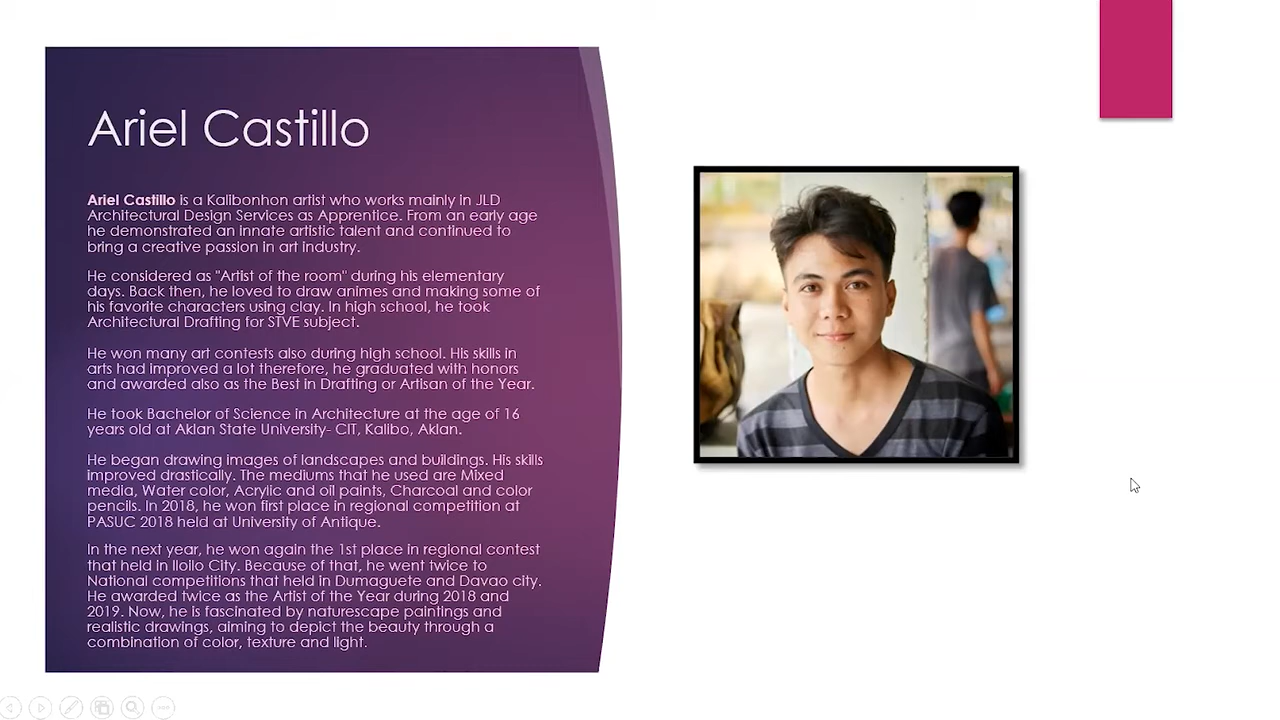 Ariel Castillo
Ariel Castillo is a Kalibonhon artist who works mainly in JLD
Architectural Design Services as Apprentice. From an early age
he demonstrated an innate artistic talent and continued to
bring a creative passion in art industry.
He considered as "Artist of the room" during his elementary
days. Back then, he loved to draw animes and making some of
his favorite characters using clay. In high school, he took
Architectural Drafting for STVE subject.
He won many art contests also during high school. His skills in
arts had improved a lot therefore, he graduated with honors
and awarded also as the Best in Drafting or Artisan of the Year.
He took Bachelor of Science in Architecture at the age of 16
years old at Aklan State University- CIT, Kalibo, Aklan.
He began drawing images of landscapes and buildings. His skills
improved drastically. The mediums that he used are Mixed
media, Water color, Acrylic and oil paints, Charcoal and color
pencils. In 2018, he won first place in regional competition at
PASUC 2018 held at University of Antique.
In the next year, he won again the 1st place in regional contest
that held in Iloilo City. Because of that, he went twice to
National competitions that held in Dumaguete and Davao city.
He awarded twice as the Artist of the Year during 2018 and
2019. Now, he is fascinated by naturescape paintings and
realistic drawings, aiming to depict the beauty through a
combination of color, texture and light.